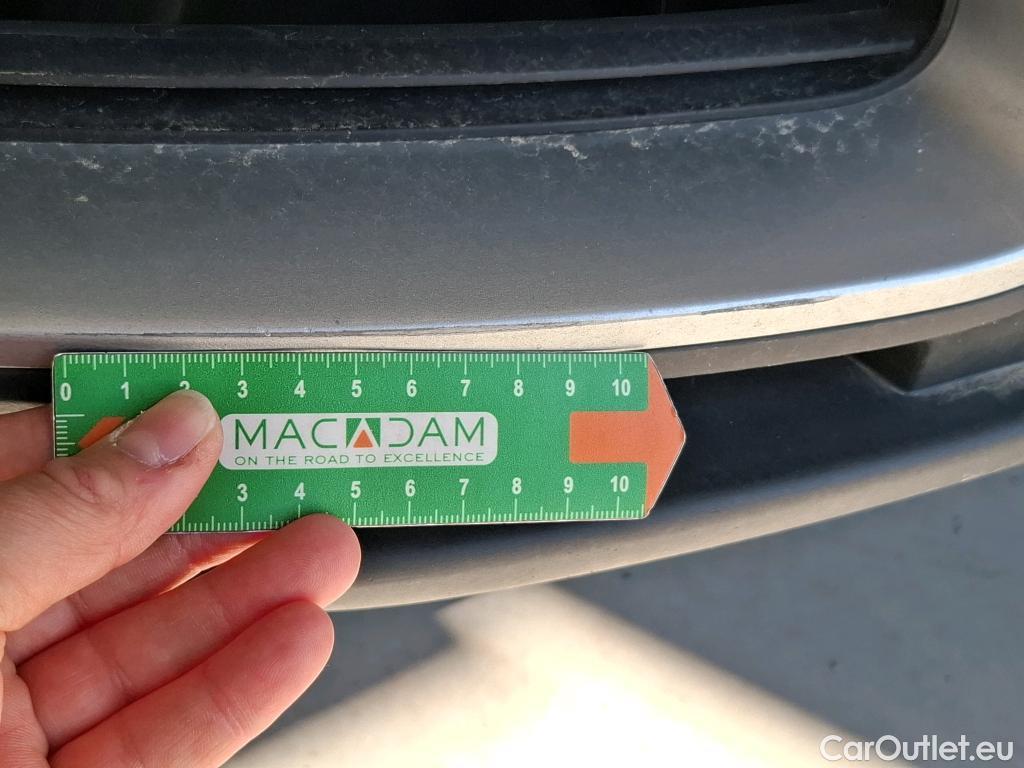 0 1 2 3 4 5 6 7 8 9 10
MACADAM
ON THE ROAD TO EXCELLENCE
3 4 5 6 7 8 9 10
CarOutlet.eu